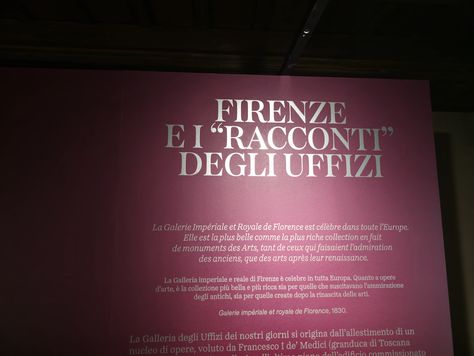 FIRENZE
E I “RACCONTI”
DEGLI UFFIZI
La Galerie Impériale et Royale de Florence est célèbre dans toute l'Europe.
Elle est la plus belle comme la plus riche collection en fait
de monuments des Arts, tant de ceux qui faisaient l'admiration
des anciens, que des arts après leur renaissance.
La Galleria imperiale e reale di Firenze è celebre in tutta Europa. Quanto a opere
d'arte, è la collezione più bella e più ricca sia per quelle che suscitavano l'ammirazione
degli antichi, sia per quelle create dopo la rinascita delle arti.
Galerie impériale et royale de Florence, 1830.
La Galleria degli Uffizi dei nostri giorni si origina dall'allestimento di un
nucleo di opere, voluto da Francesco I de' Medici (granduca di Toscana
dell'edificio commissionato